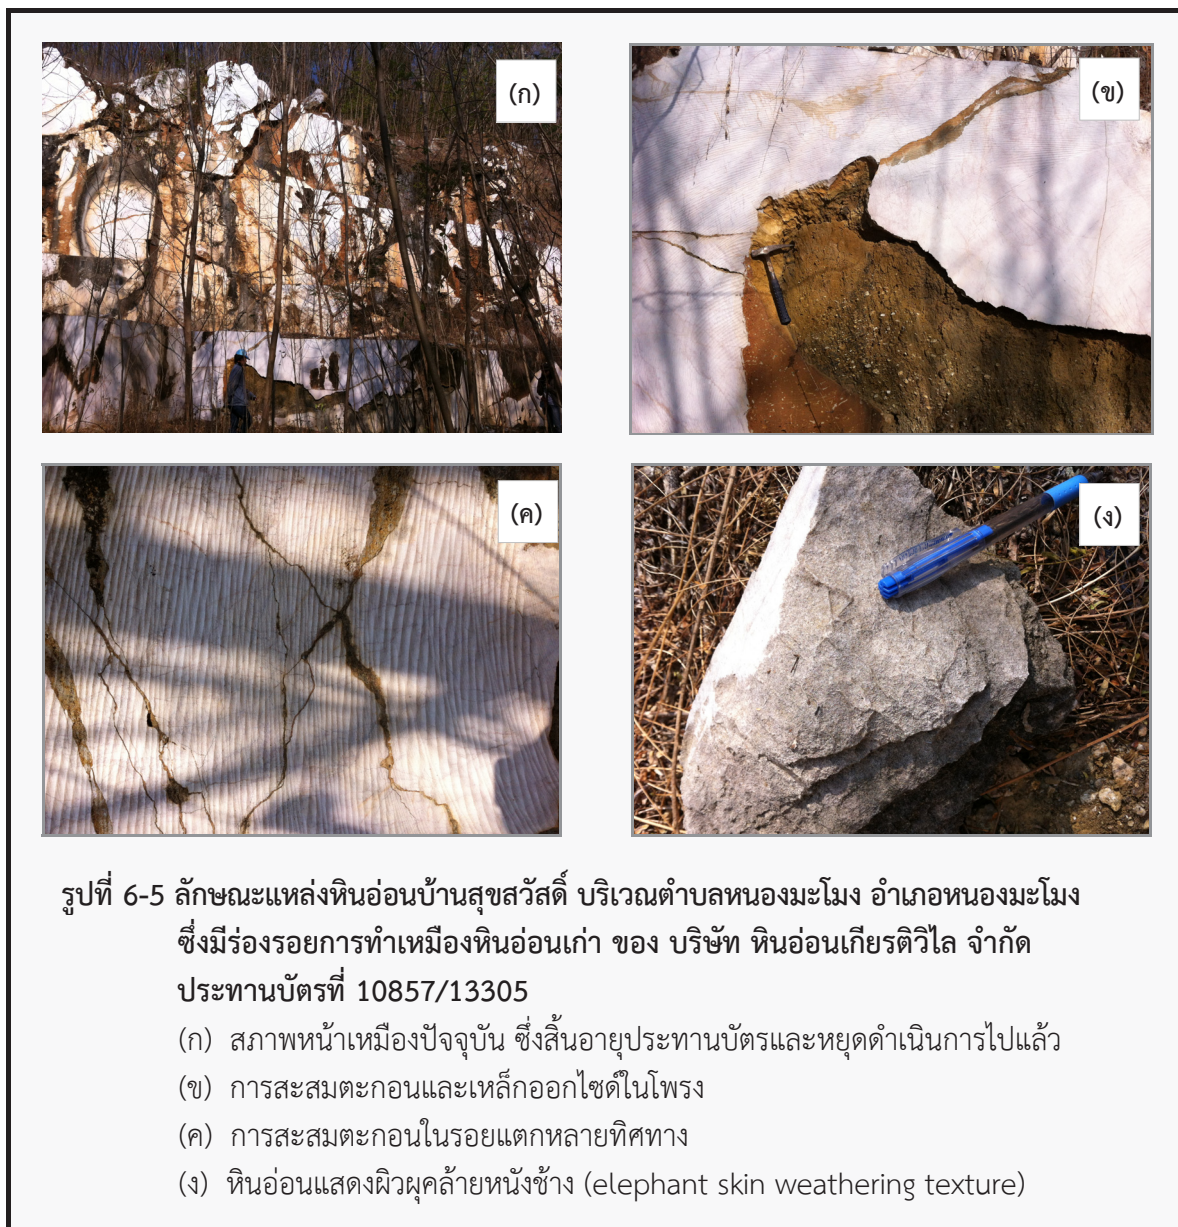 (ก)
(ข)
(ค)
(ง)
รูปที่ 6-5 ลักษณะแหล่งหินอ่อนบ้านสุขสวัสดิ์ บริเวณตำบลหนองมะโมง อำเภอหนองมะโมง
ซึ่งมีร่องรอยการทำเหมืองหินอ่อนเก่า ของ บริษัท หินอ่อนเกียรติวิไล จำกัด
ประทานบัตรที่ 10857/13305
(ก) สภาพหน้าเหมืองปัจจุบัน ซึ่งสิ้นอายุประทานบัตรและหยุดดำเนินการไปแล้ว
(ข) การสะสมตะกอนและเหล็กออกไซด์ในโพรง
(ค) การสะสมตะกอนในรอยแตกหลายทิศทาง
(ง) หินอ่อนแสดงผิวผุคล้ายหนังช้าง (elephant skin weathering texture)